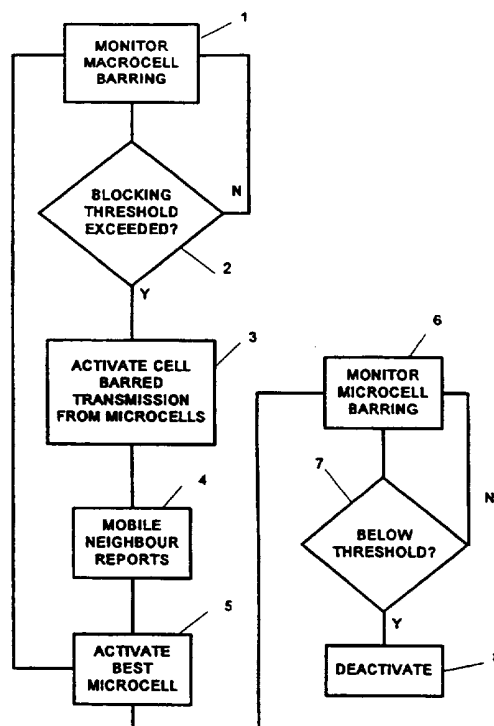 1
MONITOR
MACROCELL
BARRING
BLOCKING
THRESHOLD
EXCEEDED?
N
2
Y
3
ACTIVATE CELL
BARRED
TRANSMISSION
FROM MICROCELLS
4
MOBILE
NEIGHBOUR
REPORTS
5
ACTIVATE
BEST
MICROCELL
6
MONITOR
MICROCELL
BARRING
7
N
BELOW
THRESHOLD?
Y
DEACTIVATE